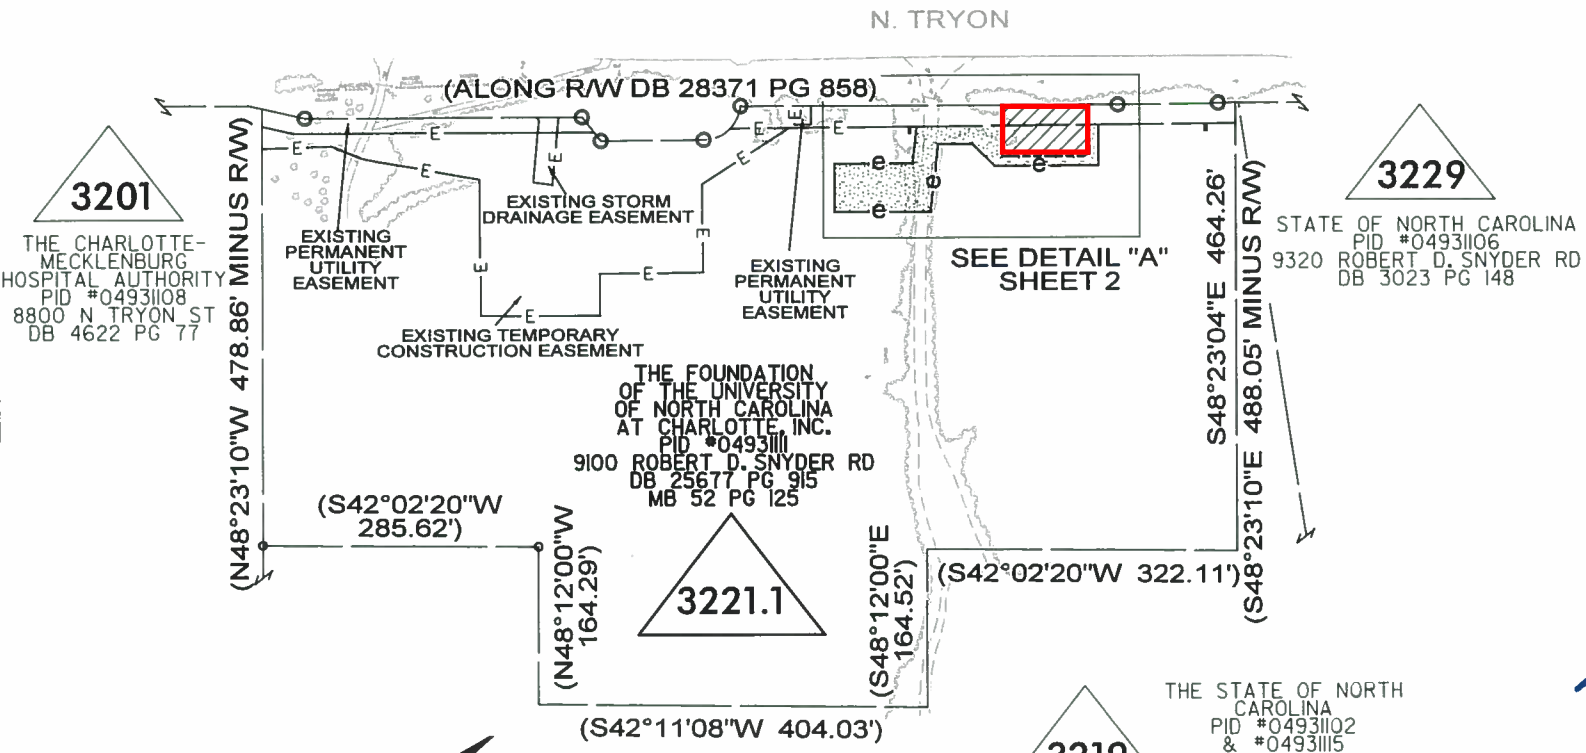 N. TRYON
(ALONG R/W DB 28371 PG 858)
3201
THE CHARLOTTE-
MECKLENBURG
HOSPITAL AUTHORITY
PID #04931108
8800 N TRYON ST
DB 4622 PG 77
(N48°23'10"W 478.86' MINUS R/W)
E
E
E
E
E
E
E
E
E
E
E
E
E
EXISTING
PERMANENT
UTILITY
EASEMENT
EXISTING STORM
DRAINAGE EASEMENT
EXISTING TEMPORARY
CONSTRUCTION EASEMENT
EXISTING
PERMANENT
UTILITY
EASEMENT
e
e
e
e
SEE DETAIL "A"
SHEET 2
S48°23'04"E 464.26'
(S48°23'10"E 488.05' MINUS R/W)
3229
STATE OF NORTH CAROLINA
PID #04931106
9320 ROBERT D. SNYDER RD
DB 3023 PG 148
THE FOUNDATION
OF THE UNIVERSITY
OF NORTH CAROLINA
AT CHARLOTTE, INC.
PID #04931111
9100 ROBERT D. SNYDER RD
DB 25677 PG 915
MB 52 PG 125
3221.1
(S42°02'20"W
285.62')
(N48°12'00"W
164.29')
(S48°12'00"E
164.52')
(S42°02'20"W 322.11')
(S42°11'08"W 404.03')
THE STATE OF NORTH
CAROLINA
PID #04931102
& #04931115
3219